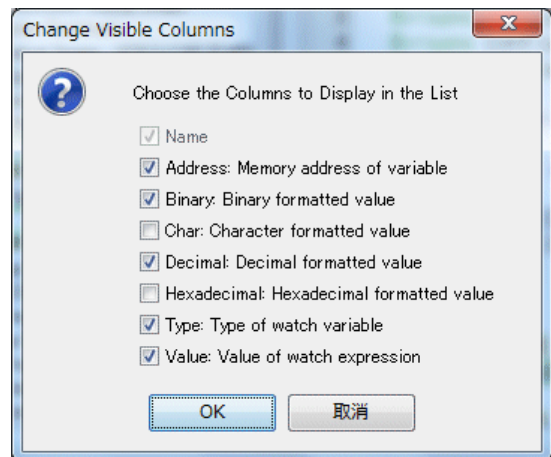 Change Visible Columns
Choose the Columns to Display in the List
Name
Address: Memory address of variable
Binary: Binary formatted value
Char: Character formatted value
Decimal: Decimal formatted value
Hexadecimal: Hexadecimal formatted value
Type: Type of watch variable
Value: Value of watch expression
OK 取消